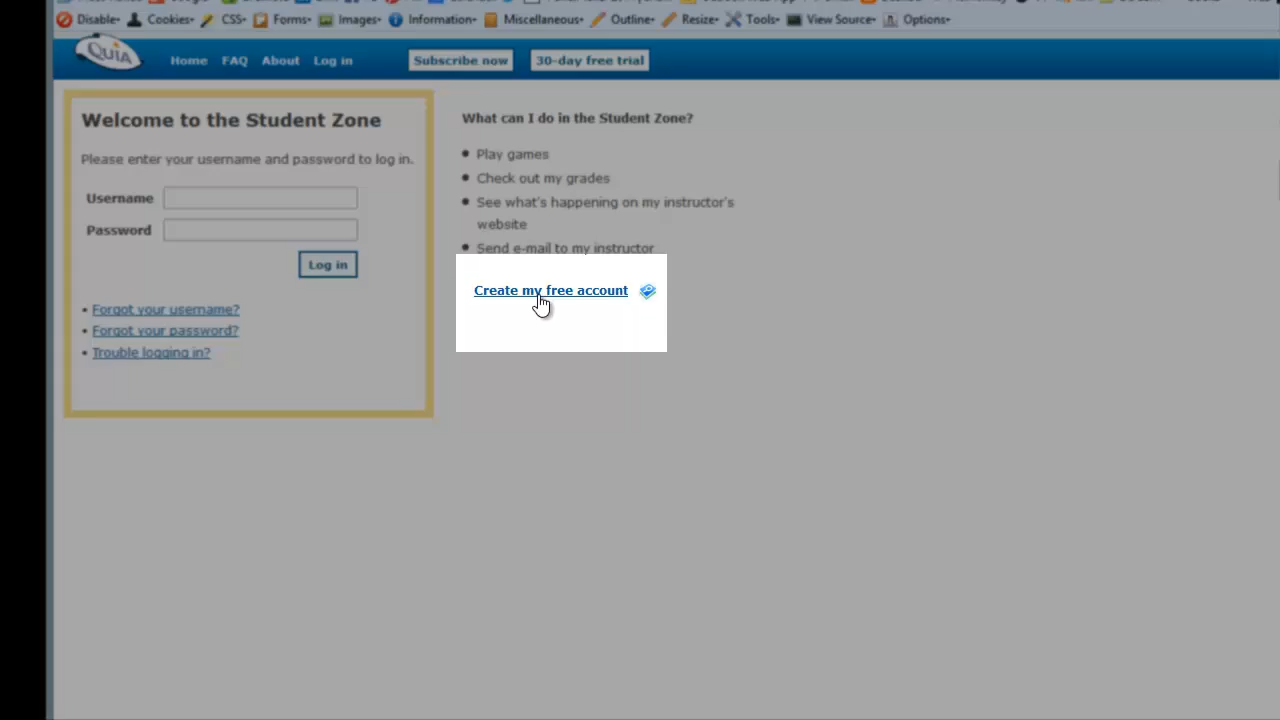 Disable▾ Cookies▾ CSS▾ Forms▾ Images▾ Information▾ Miscellaneous▾ Outline▾ Resize▾ Tools▾ View Source▾ Options▾
QUIA
Home FAQ About Log in Subscribe now 30-day free trial
Welcome to the Student Zone
Please enter your username and password to log in.
Username
Password
Log in
• Forgot your username?
• Forgot your password?
• Trouble logging in?
What can I do in the Student Zone?
• Play games
• Check out my grades
• See what's happening on my instructor's
website
• Send e-mail to my instructor
Create my free account